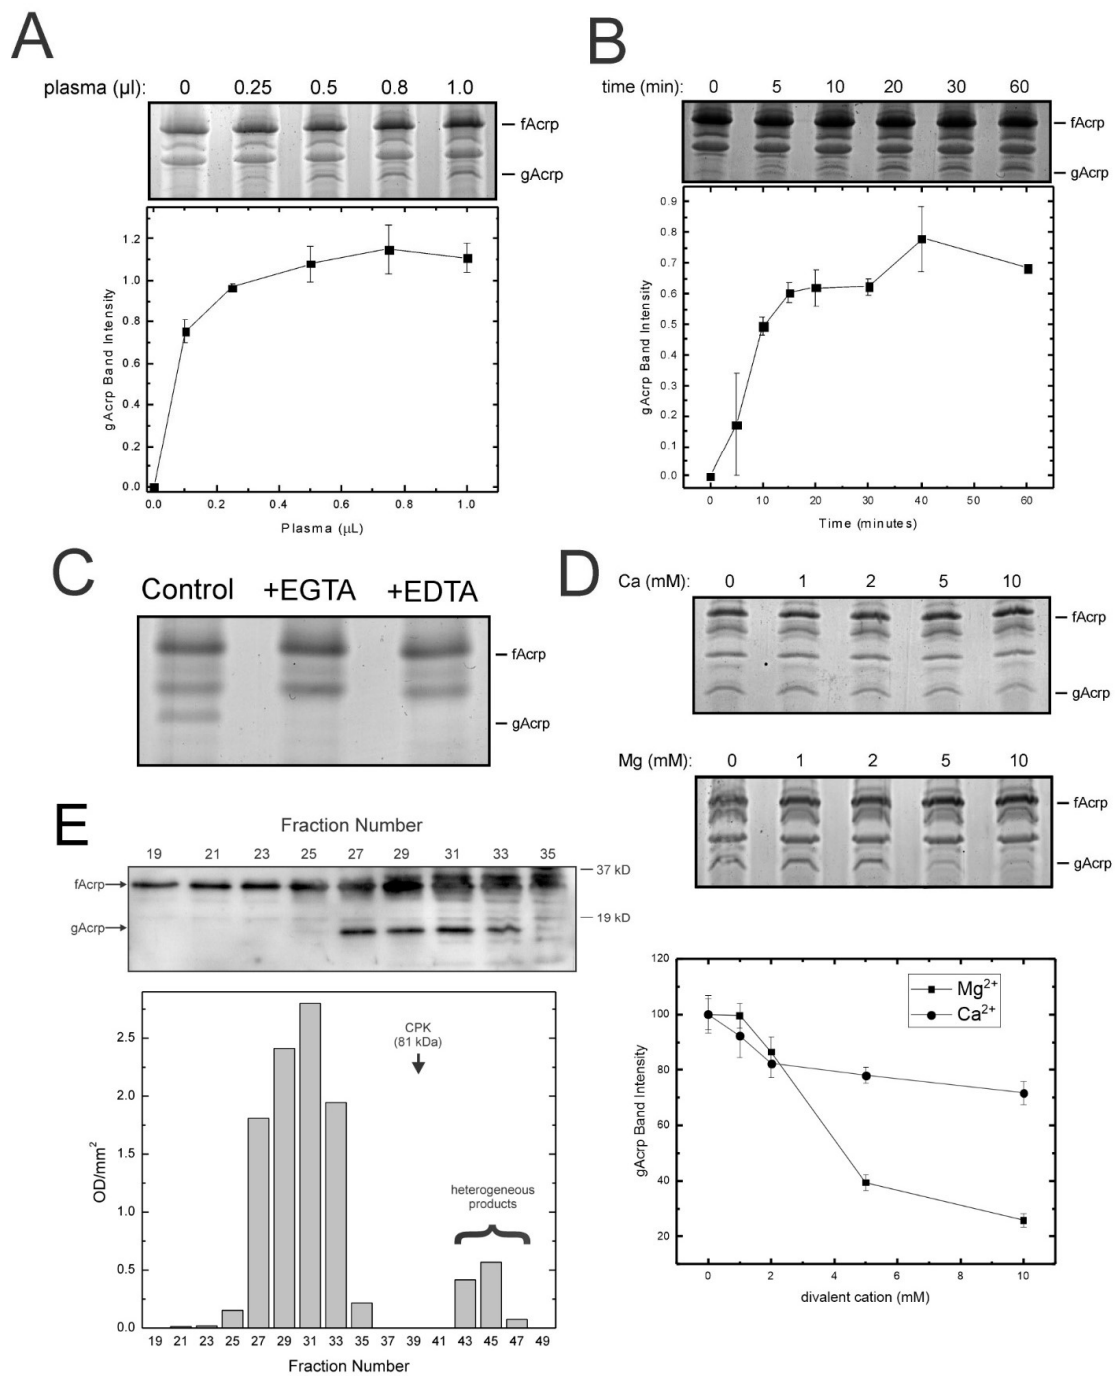 A
plasma (μl): 0 0.25 0.5 0.8 1.0
fAcrp
gAcrp
1.2
1.0
0.8
0.6
0.4
0.2
0.0
gAcrp Band Intensity
0.0 0.2 0.4 0.6 0.8 1.0
Plasma (μL)
B
time (min): 0 5 10 20 30 60
fAcrp
gAcrp
0.9
0.8
0.7
0.6
0.5
0.4
0.3
0.2
0.1
0.0
gAcrp Band Intensity
0 10 20 30 40 50 60
Time (minutes)
C
Control +EGTA +EDTA
fAcrp
gAcrp
D
Ca (mM): 0 1 2 5 10
fAcrp
gAcrp
Mg (mM): 0 1 2 5 10
fAcrp
gAcrp
120
100
80
60
40
20
gAcrp Band Intensity
Mg2+
Ca2+
0 2 4 6 8 10
divalent cation (mM)
E
Fraction Number
19 21 23 25 27 29 31 33 35
fAcrp
gAcrp
37 kD
19 kD
2.5
2.0
1.5
1.0
0.5
0.0
OD/mm2
CPK
(81 kDa)
heterogeneous
products
19 21 23 25 27 29 31 33 35 37 39 41 43 45 47 49
Fraction Number